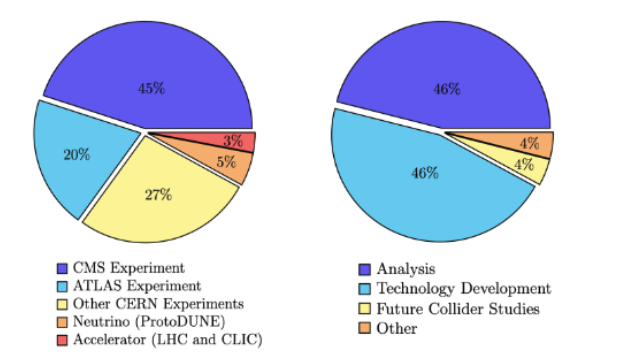 45%
20%
27%
5%
3%
CMS Experiment
ATLAS Experiment
Other CERN Experiments
Neutrino (ProtoDUNE)
Accelerator (LHC and CLIC)
46%
46%
4%
4%
Analysis
Technology Development
Future Collider Studies
Other